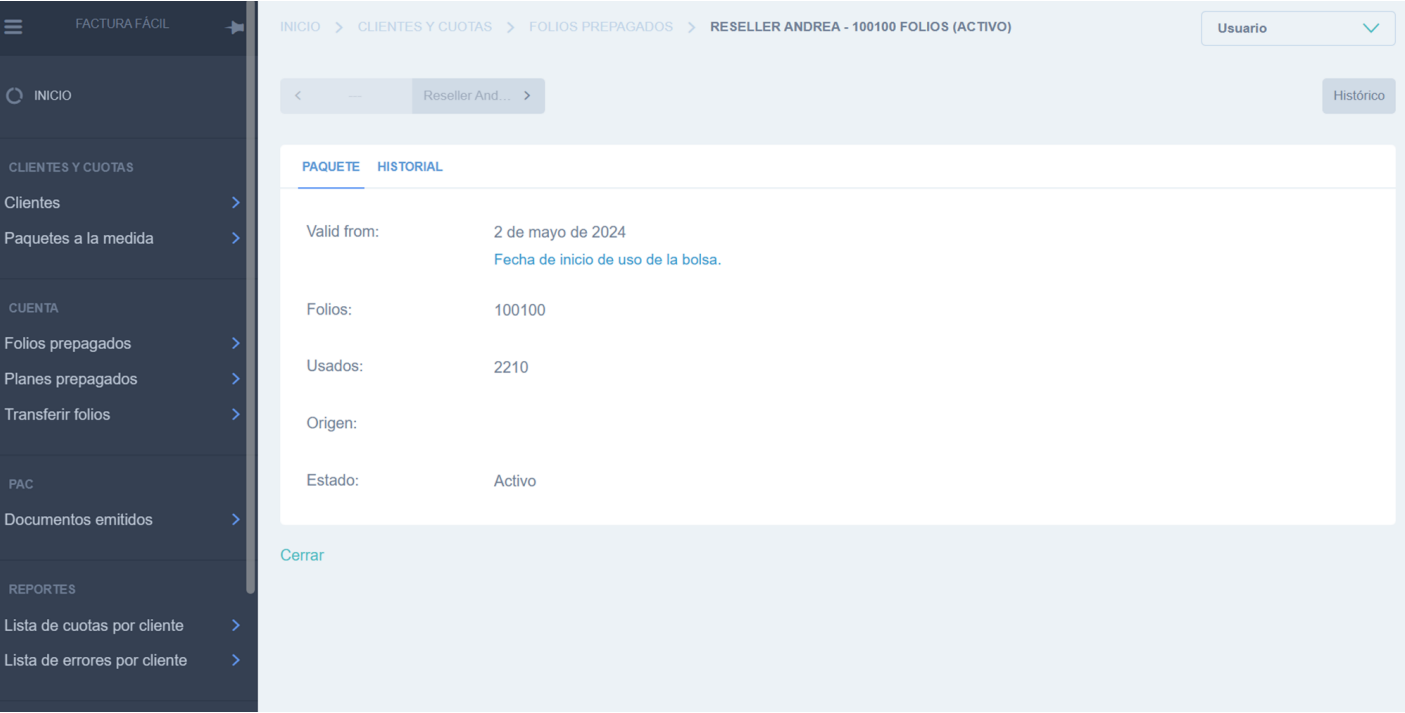 FACTURA FÁCIL
INICIO
CLIENTES Y CUOTAS
Clientes
Paquetes a la medida
CUENTA
Folios prepagados
Planes prepagados
Transferir folios
PAC
Documentos emitidos
REPORTES
Lista de cuotas por cliente
Lista de errores por cliente
INICIO > CLIENTES Y CUOTAS > FOLIOS PREPAGADOS > RESELLER ANDREA - 100100 FOLIOS (ACTIVO)
Usuario
< — Reseller And... >
Histórico
PAQUETE HISTORIAL
Valid from: 2 de mayo de 2024
Fecha de inicio de uso de la bolsa.
Folios: 100100
Usados: 2210
Origen:
Estado: Activo
Cerrar